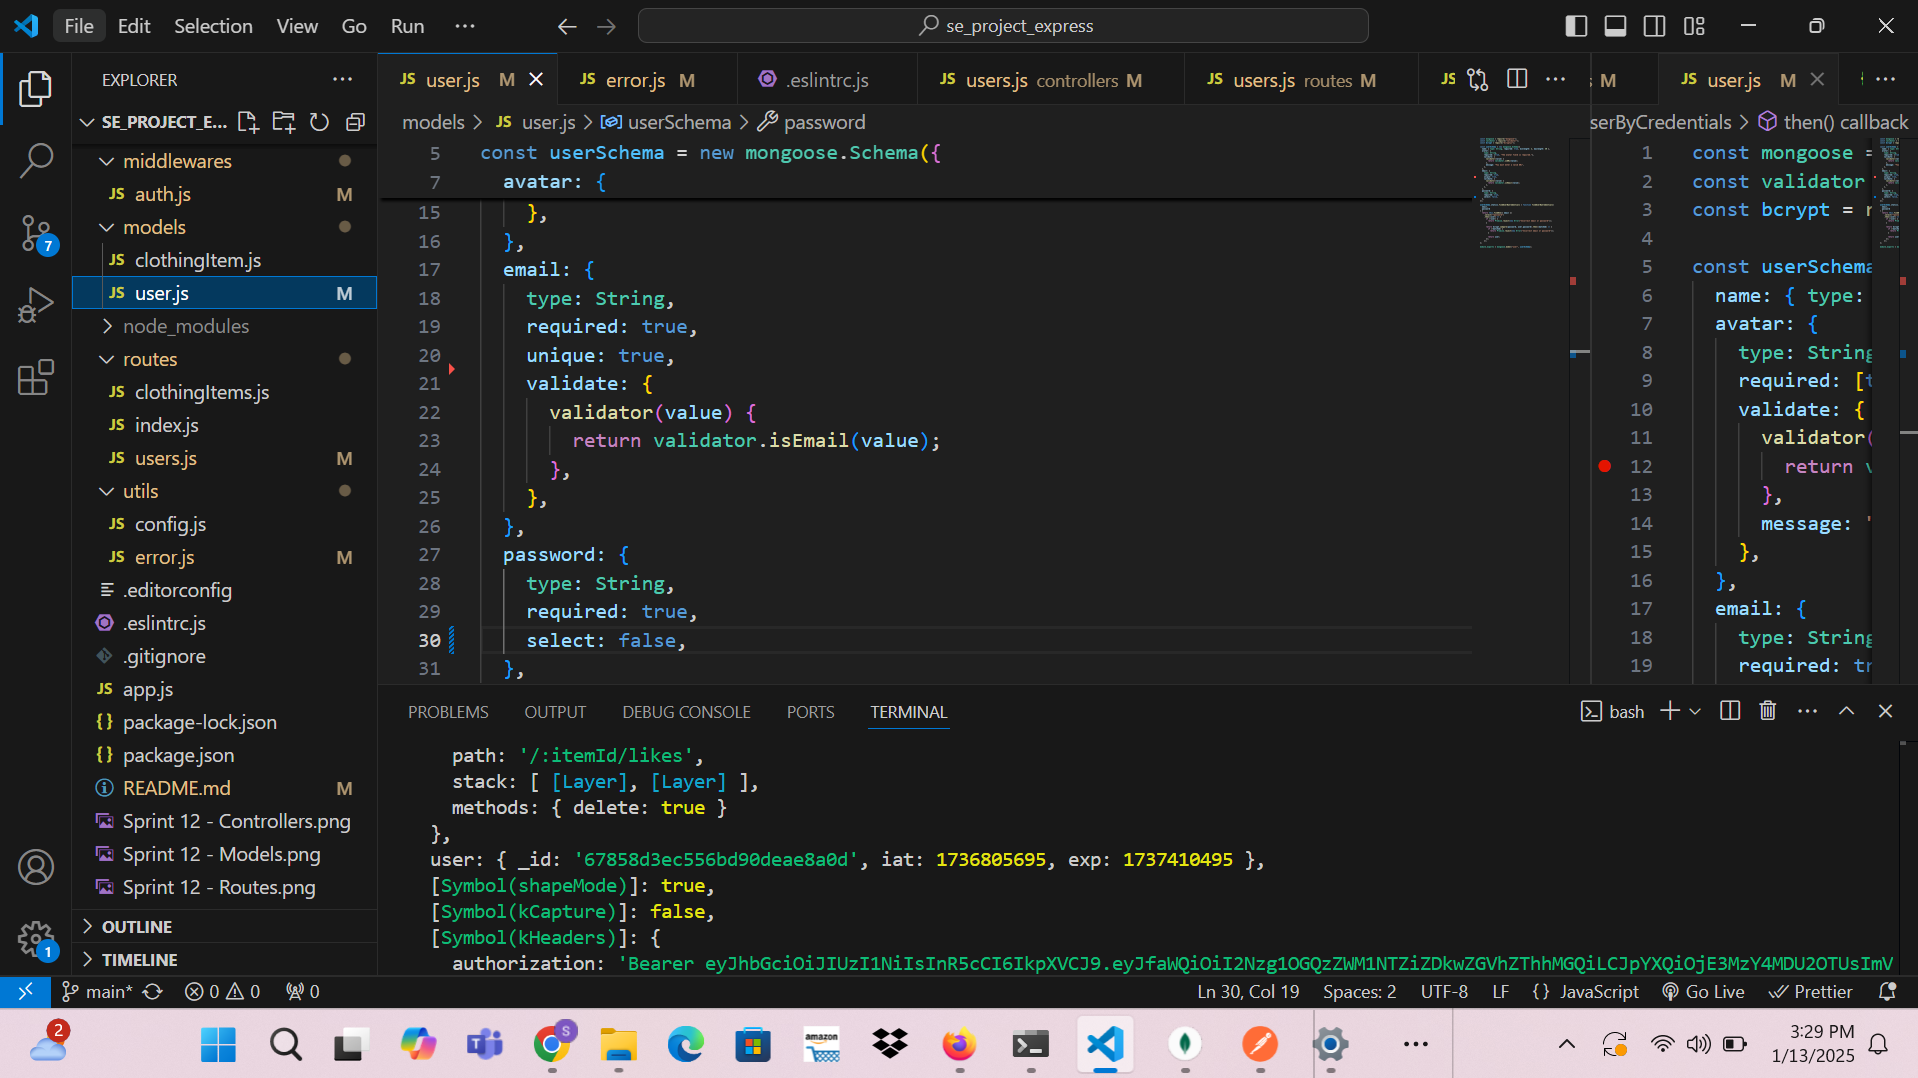 File Edit Selection View Go Run ···
se_project_express
EXPLORER ···
SE_PROJECT_E...
middlewares
JS auth.js M
models
JS clothingItem.js
JS user.js M
node_modules
routes
JS clothingItems.js
JS index.js
JS users.js M
utils
JS config.js
JS error.js M
.editorconfig
.eslintrc.js
.gitignore
JS app.js
{} package-lock.json
{} package.json
README.md M
Sprint 12 - Controllers.png
Sprint 12 - Models.png
Sprint 12 - Routes.png
OUTLINE
TIMELINE
7
1
JS user.js M
JS error.js M
.eslintrc.js
JS users.js controllers M
JS users.js routes M
JS
models > JS user.js > userSchema > password
5 const userSchema = new mongoose.Schema({
7 avatar: {
15 },
16 },
17 email: {
18 type: String,
19 required: true,
20 unique: true,
21 validate: {
22 validator(value) {
23 return validator.isEmail(value);
24 },
25 },
26 },
27 password: {
28 type: String,
29 required: true,
30 select: false,
31 },
s M
JS user.js M
serByCredentials > then() callback
1 const mongoose =
2 const validator
3 const bcrypt = r
4
5 const userSchema
6 name: { type:
7 avatar: {
8 type: String
9 required: [t
10 validate: {
11 validator(
12 return v
13 },
14 message: '
15 },
16 },
17 email: {
18 type: String
19 required: tr
PROBLEMS OUTPUT DEBUG CONSOLE PORTS TERMINAL
bash
path: '/:itemId/likes',
stack: [ [Layer], [Layer] ],
methods: { delete: true }
},
user: { _id: '67858d3ec556bd90deae8a0d', iat: 1736805695, exp: 1737410495 },
[Symbol(shapeMode)]: true,
[Symbol(kCapture)]: false,
[Symbol(kHeaders)]: {
authorization: 'Bearer eyJhbGciOiJIUzI1NiIsInR5cCI6IkpXVCJ9.eyJfaWQiOiI2Nzg1OGQzZWM1NTZiZDkwZGVhZThhMGQiLCJpYXQiOjE3MzY4MDU2OTUsImV
main* 0 0 0
Ln 30, Col 19 Spaces: 2 UTF-8 LF {} JavaScript Go Live Prettier
2
S
amazon
3:29 PM
1/13/2025